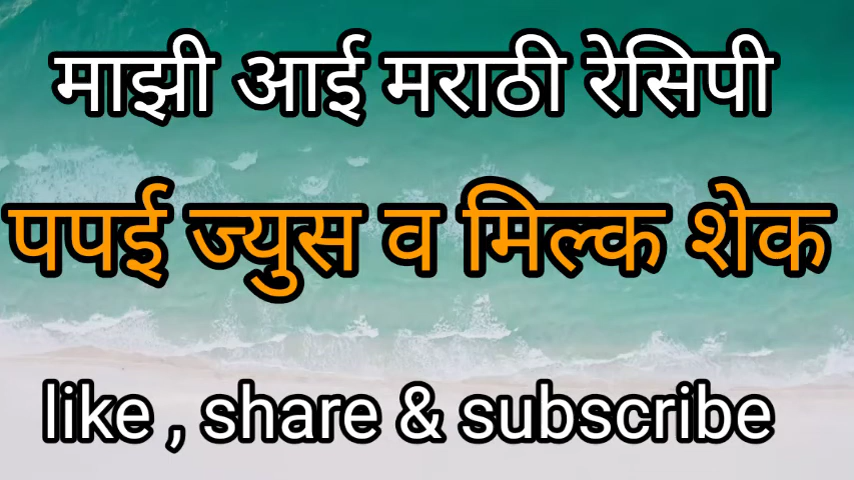 माझी आई मराठी रेसिपी
पपई ज्युस व मिल्क शेक
like , share & subscribe